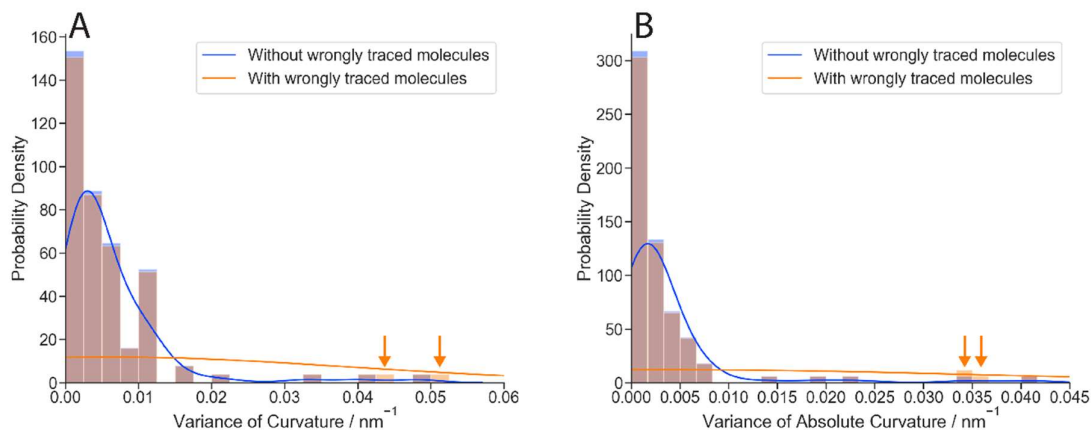 A
160
140
120
100
80
60
40
20
0
Probability Density
Without wrongly traced molecules
With wrongly traced molecules
0.00 0.01 0.02 0.03 0.04 0.05 0.06
Variance of Curvature / nm⁻¹
B
300
250
200
150
100
50
0
Probability Density
Without wrongly traced molecules
With wrongly traced molecules
0.000 0.005 0.010 0.015 0.020 0.025 0.030 0.035 0.040 0.045
Variance of Absolute Curvature / nm⁻¹